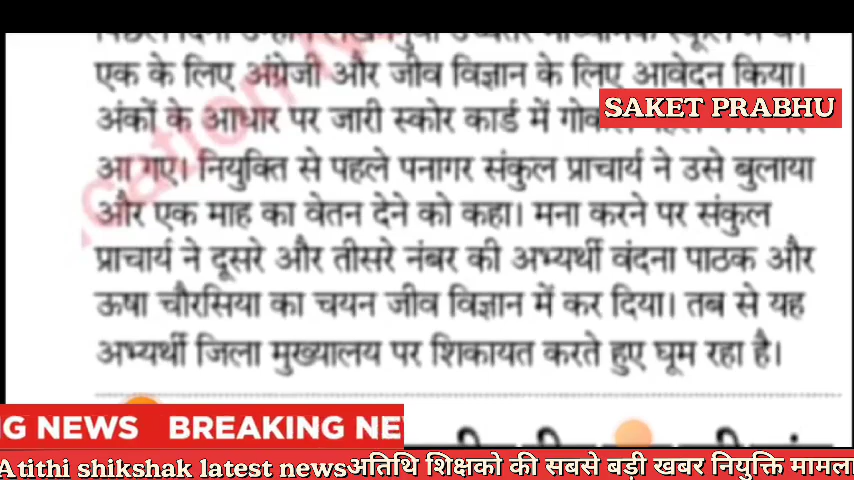 एक के लिए अंग्रेजी और जीव विज्ञान के लिए आवेदन किया।
SAKET PRABHU
अंकों के आधार पर जारी स्कोर कार्ड में
आ गए। नियुक्ति से पहले पनागर संकुल प्राचार्य ने उसे बुलाया
और एक माह का वेतन देने को कहा। मना करने पर संकुल
प्राचार्य ने दूसरे और तीसरे नंबर की अभ्यर्थी वंदना पाठक और
ऊषा चौरसिया का चयन जीव विज्ञान में कर दिया। तब से यह
अभ्यर्थी जिला मुख्यालय पर शिकायत करते हुए घूम रहा है।
NG NEWS BREAKING NE
Atithi shikshak latest newsअतिथि शिक्षको की सबसे बड़ी खबर नियुक्ति मामला